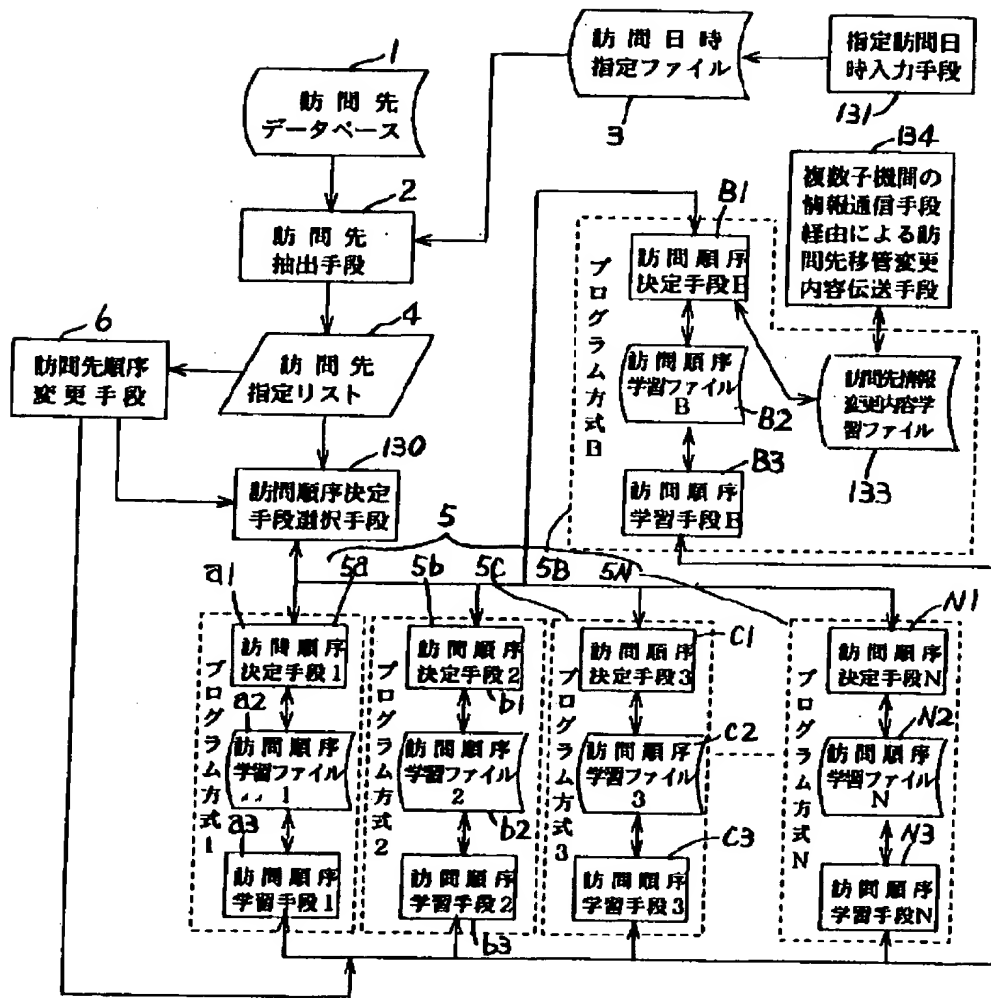 訪問先
データベース
1
訪問日時
指定ファイル
3
指定訪問日
時入力手段
131
2
訪問先
抽出手段
134
複数子機間の
情報通信手段
経由による訪
問先移管変更
内容伝送手段
6
訪問先順序
変更手段
4
訪問先
指定リスト
130
訪問順序決定
手段選択手段
プログラム方式B
B1
訪問順序
決定手段B
訪問順序
学習ファイル
B
B2
B3
訪問順序
学習手段B
訪問先情報
変更内容学
習ファイル
133
5
5a
5b
5C
5B
5N
プログラム方式1
a1
訪問順序
決定手段1
a2
訪問順序
学習ファイル
1
a3
訪問順序
学習手段1
プログラム方式2
訪問順序
決定手段2
b1
訪問順序
学習ファイル
2
b2
訪問順序
学習手段2
b3
プログラム方式3
C1
訪問順序
決定手段3
C2
訪問順序
学習ファイル
3
C3
訪問順序
学習手段3
プログラム方式N
N1
訪問順序
決定手段N
N2
訪問順序
学習ファイル
N
N3
訪問順序
学習手段N